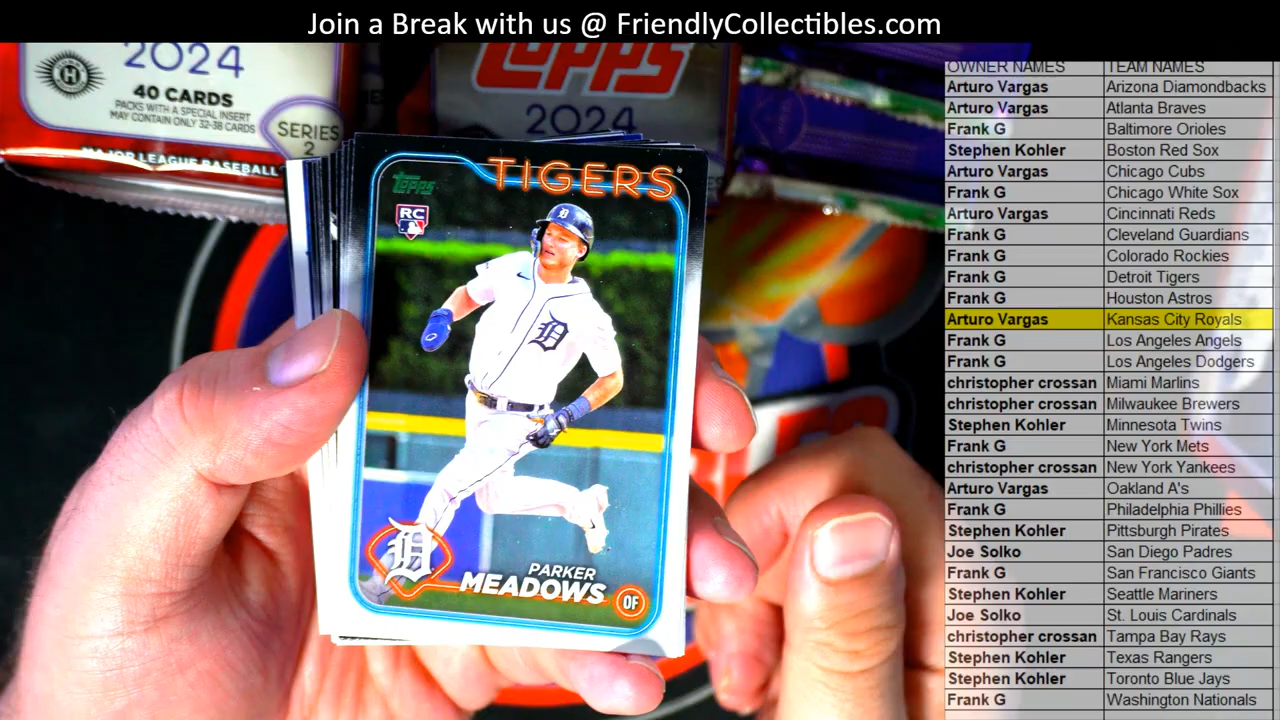 Join a Break with us @ FriendlyCollectibles.com
2024
H
40 CARDS
PACKS WITH A SPECIAL INSERT
MAY CONTAIN ONLY 32-38 CARDS
SERIES
2
MAJOR LEAGUE BASEBALL
TOPPS
2024
TIGERS
Topps
RC
D
D
PARKER
MEADOWS
OF
OWNER NAMES TEAM NAMES
Arturo Vargas Arizona Diamondbacks
Arturo Vargas Atlanta Braves
Frank G Baltimore Orioles
Stephen Kohler Boston Red Sox
Arturo Vargas Chicago Cubs
Frank G Chicago White Sox
Arturo Vargas Cincinnati Reds
Frank G Cleveland Guardians
Frank G Colorado Rockies
Frank G Detroit Tigers
Frank G Houston Astros
Arturo Vargas Kansas City Royals
Frank G Los Angeles Angels
Frank G Los Angeles Dodgers
christopher crossan Miami Marlins
christopher crossan Milwaukee Brewers
Stephen Kohler Minnesota Twins
Frank G New York Mets
christopher crossan New York Yankees
Arturo Vargas Oakland A's
Frank G Philadelphia Phillies
Stephen Kohler Pittsburgh Pirates
Joe Solko San Diego Padres
Frank G San Francisco Giants
Stephen Kohler Seattle Mariners
Joe Solko St. Louis Cardinals
christopher crossan Tampa Bay Rays
Stephen Kohler Texas Rangers
Stephen Kohler Toronto Blue Jays
Frank G Washington Nationals